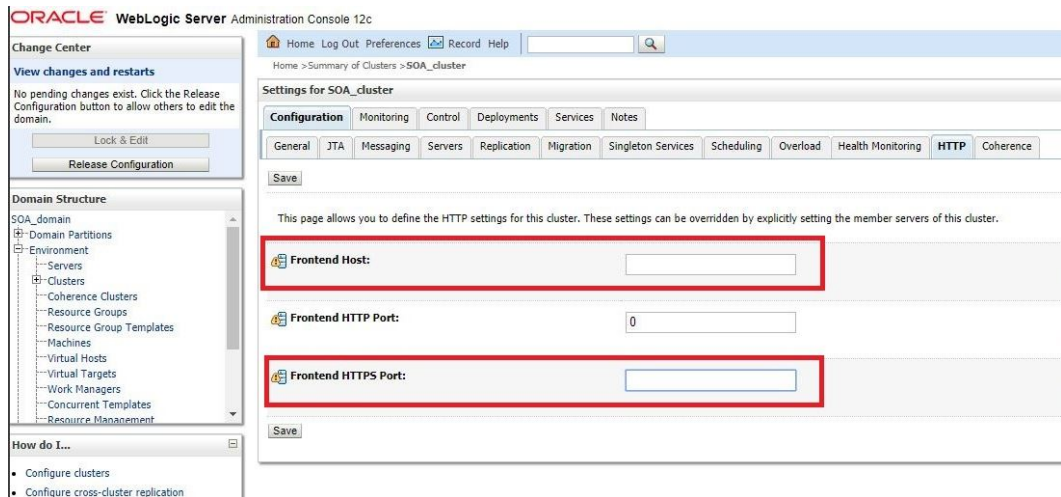 ORACLE WebLogic Server Administration Console 12c
Change Center
View changes and restarts
No pending changes exist. Click the Release
Configuration button to allow others to edit the
domain.
Lock & Edit
Release Configuration
Domain Structure
SOA_domain
Domain Partitions
Environment
Servers
Clusters
Coherence Clusters
Resource Groups
Resource Group Templates
Machines
Virtual Hosts
Virtual Targets
Work Managers
Concurrent Templates
Resource Management
How do I...
Configure clusters
Configure cross-cluster replication
Home Log Out Preferences Record Help
Home >Summary of Clusters >SOA_cluster
Settings for SOA_cluster
Configuration Monitoring Control Deployments Services Notes
General JTA Messaging Servers Replication Migration Singleton Services Scheduling Overload Health Monitoring HTTP Coherence
Save
This page allows you to define the HTTP settings for this cluster. These settings can be overridden by explicitly setting the member servers of this cluster.
Frontend Host:
Frontend HTTP Port: 0
Frontend HTTPS Port:
Save